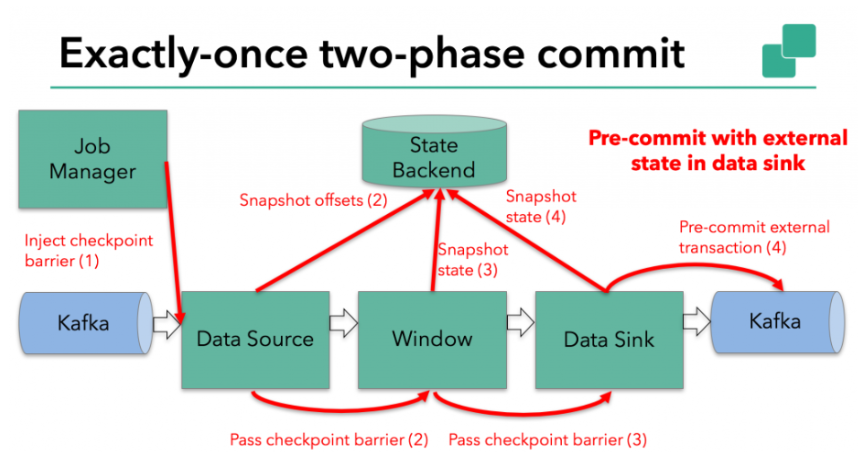 Exactly-once two-phase commit
Job
Manager
State
Backend
Pre-commit with external
state in data sink
Snapshot offsets (2)
Snapshot
state (4)
Inject checkpoint
barrier (1)
Snapshot
state (3)
Pre-commit external
transaction (4)
Kafka
Data Source
Window
Data Sink
Kafka
Pass checkpoint barrier (2)
Pass checkpoint barrier (3)